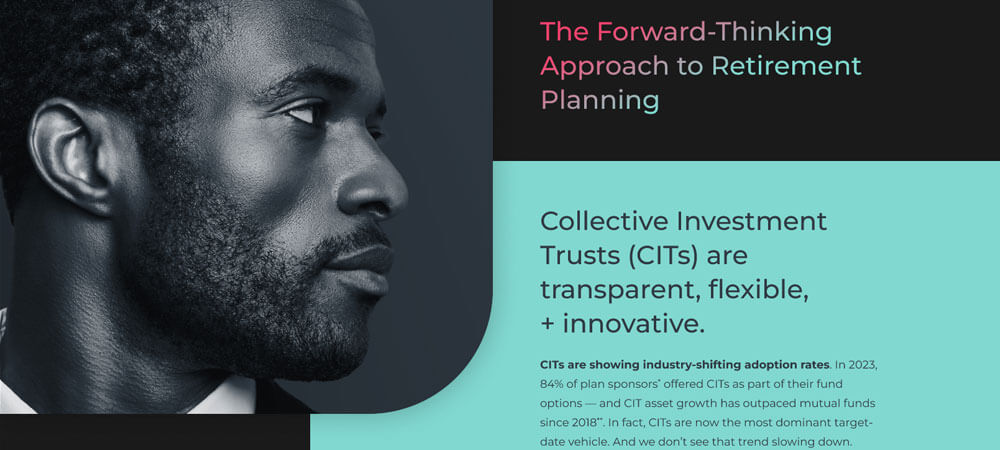 The Forward-Thinking
Approach to Retirement
Planning
Collective Investment
Trusts (CITs) are
transparent, flexible,
+ innovative.
CITs are showing industry-shifting adoption rates. In 2023,
84% of plan sponsors* offered CITs as part of their fund
options — and CIT asset growth has outpaced mutual funds
since 2018**. In fact, CITs are now the most dominant target-
date vehicle. And we don't see that trend slowing down.